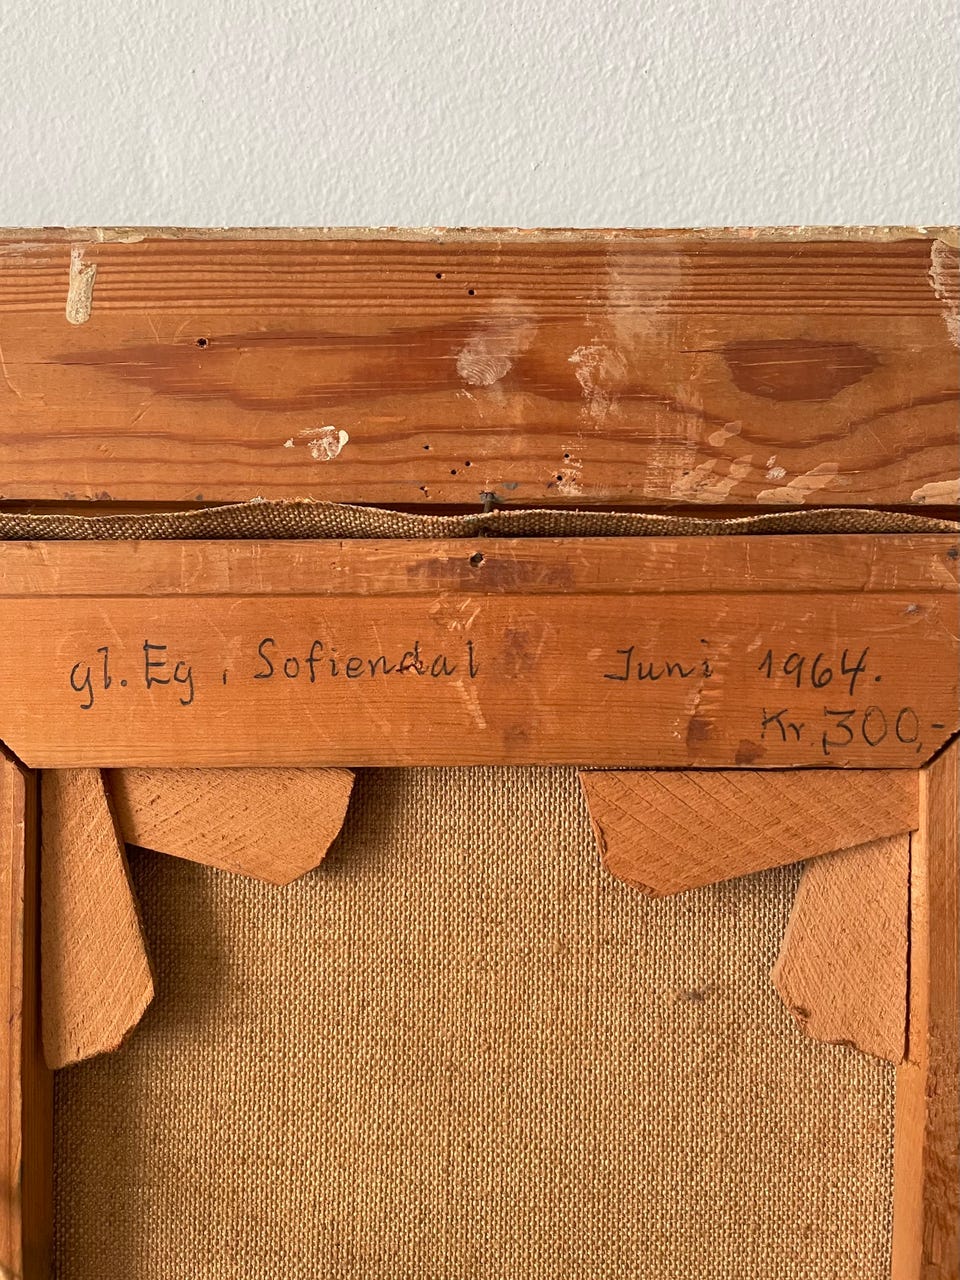 gl. Eg, Sofiendal Juni 1964.
Kr. 300,-